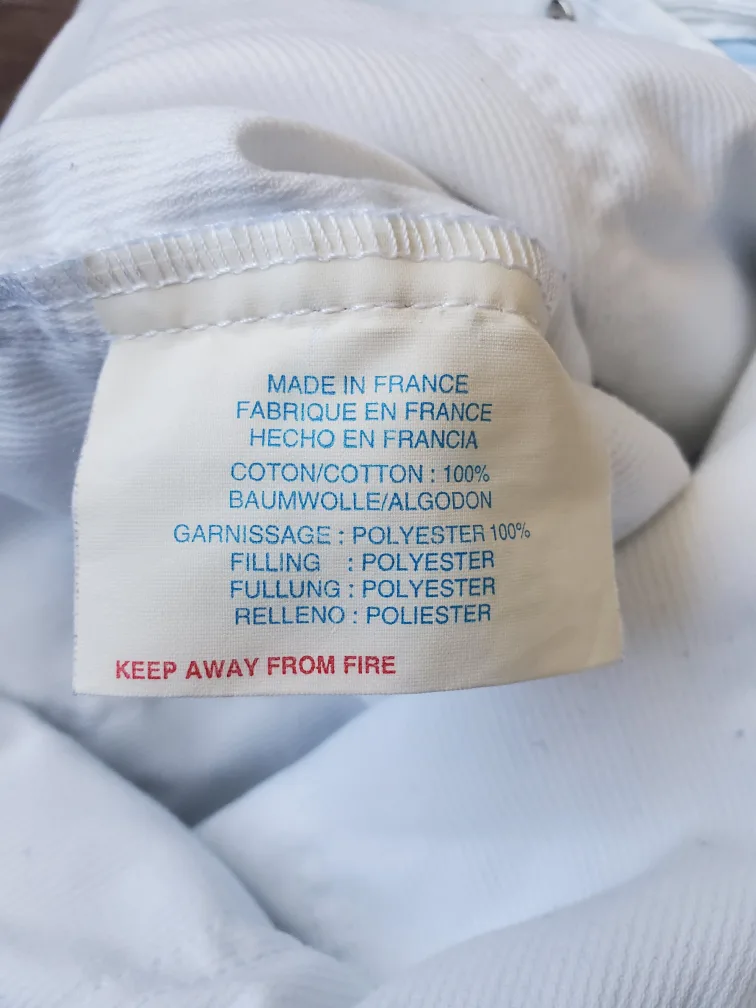 MADE IN FRANCE
FABRIQUE EN FRANCE
HECHO EN FRANCIA
COTON/COTTON : 100%
BAUMWOLLE/ALGODON
GARNISSAGE : POLYESTER 100%
FILLING : POLYESTER
FULLUNG : POLYESTER
RELLENO : POLIESTER
KEEP AWAY FROM FIRE